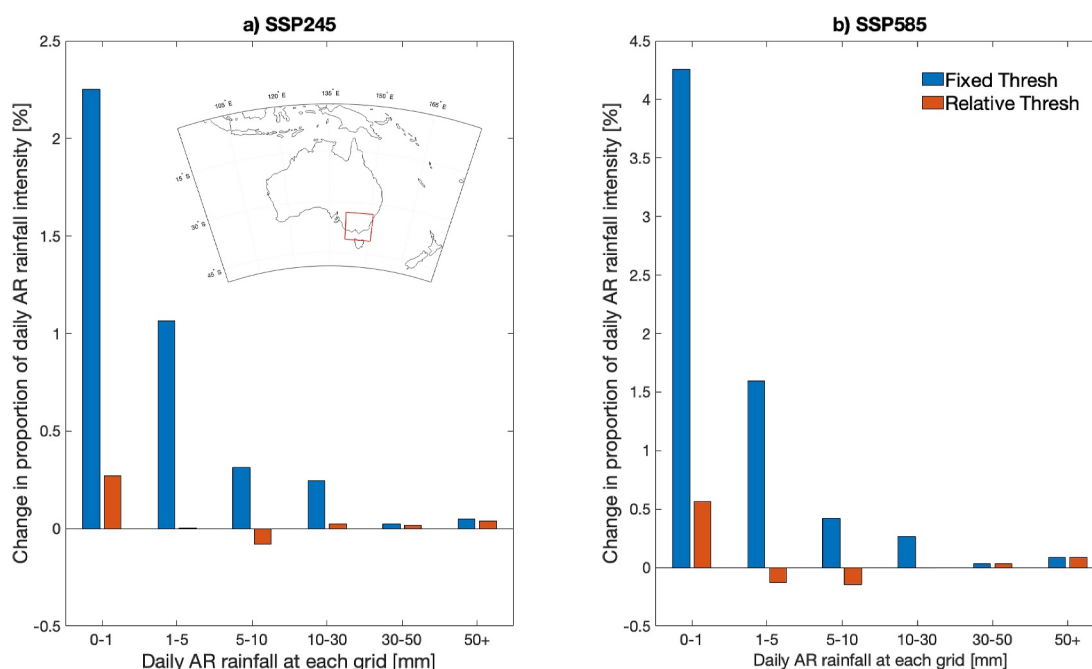 a) SSP245
Change in proportion of daily AR rainfall intensity [%]
2.5
2
1.5
1
0.5
0
-0.5
105° E
120° E
135° E
150° E
165° E
15° S
30° S
45° S
0-1
1-5
5-10
10-30
30-50
50+
Daily AR rainfall at each grid [mm]
b) SSP585
Change in proportion of daily AR rainfall intensity [%]
4.5
4
3.5
3
2.5
2
1.5
1
0.5
0
-0.5
Fixed Thresh
Relative Thresh
0-1
1-5
5-10
10-30
30-50
50+
Daily AR rainfall at each grid [mm]